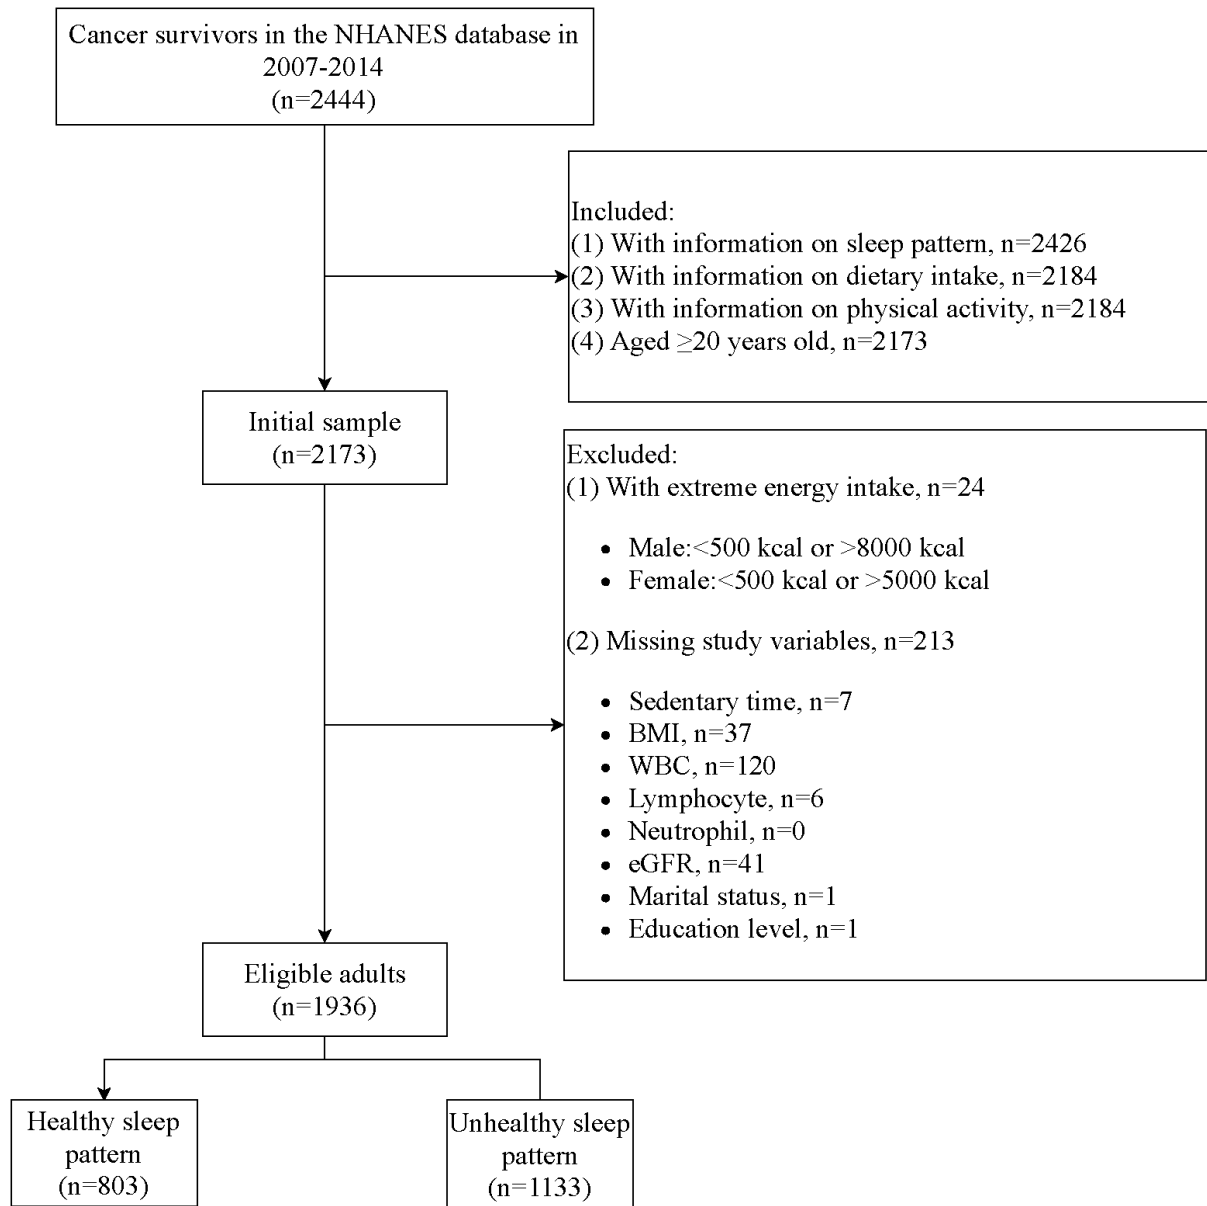 Cancer survivors in the NHANES database in
2007-2014
(n=2444)
Included:
(1) With information on sleep pattern, n=2426
(2) With information on dietary intake, n=2184
(3) With information on physical activity, n=2184
(4) Aged ≥20 years old, n=2173
Initial sample
(n=2173)
Excluded:
(1) With extreme energy intake, n=24
• Male:<500 kcal or >8000 kcal
• Female:<500 kcal or >5000 kcal
(2) Missing study variables, n=213
• Sedentary time, n=7
• BMI, n=37
• WBC, n=120
• Lymphocyte, n=6
• Neutrophil, n=0
• eGFR, n=41
• Marital status, n=1
• Education level, n=1
Eligible adults
(n=1936)
Healthy sleep
pattern
(n=803)
Unhealthy sleep
pattern
(n=1133)